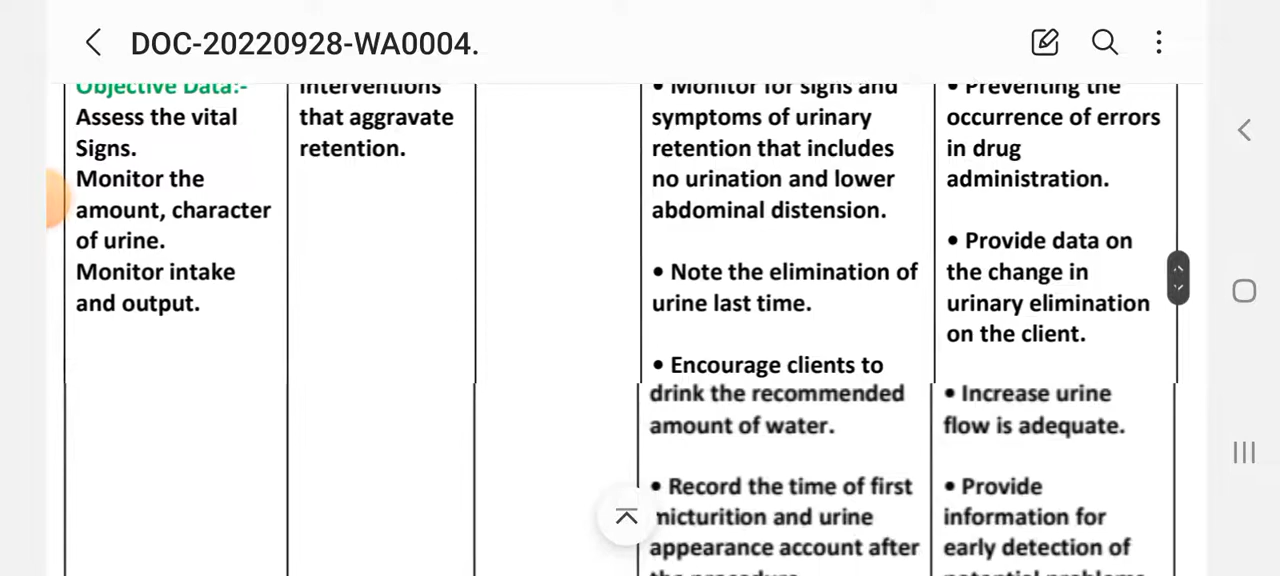 DOC-20220928-WA0004.
Objective Data:-
Assess the vital
Signs.
Monitor the
amount, character
of urine.
Monitor intake
and output.
Interventions
that aggravate
retention.
• Monitor for signs and
symptoms of urinary
retention that includes
no urination and lower
abdominal distension.
• Note the elimination of
urine last time.
• Encourage clients to
drink the recommended
amount of water.
• Record the time of first
micturition and urine
appearance account after
the procedure
• Preventing the
occurrence of errors
in drug
administration.
• Provide data on
the change in
urinary elimination
on the client.
• Increase urine
flow is adequate.
• Provide
information for
early detection of
potential problems